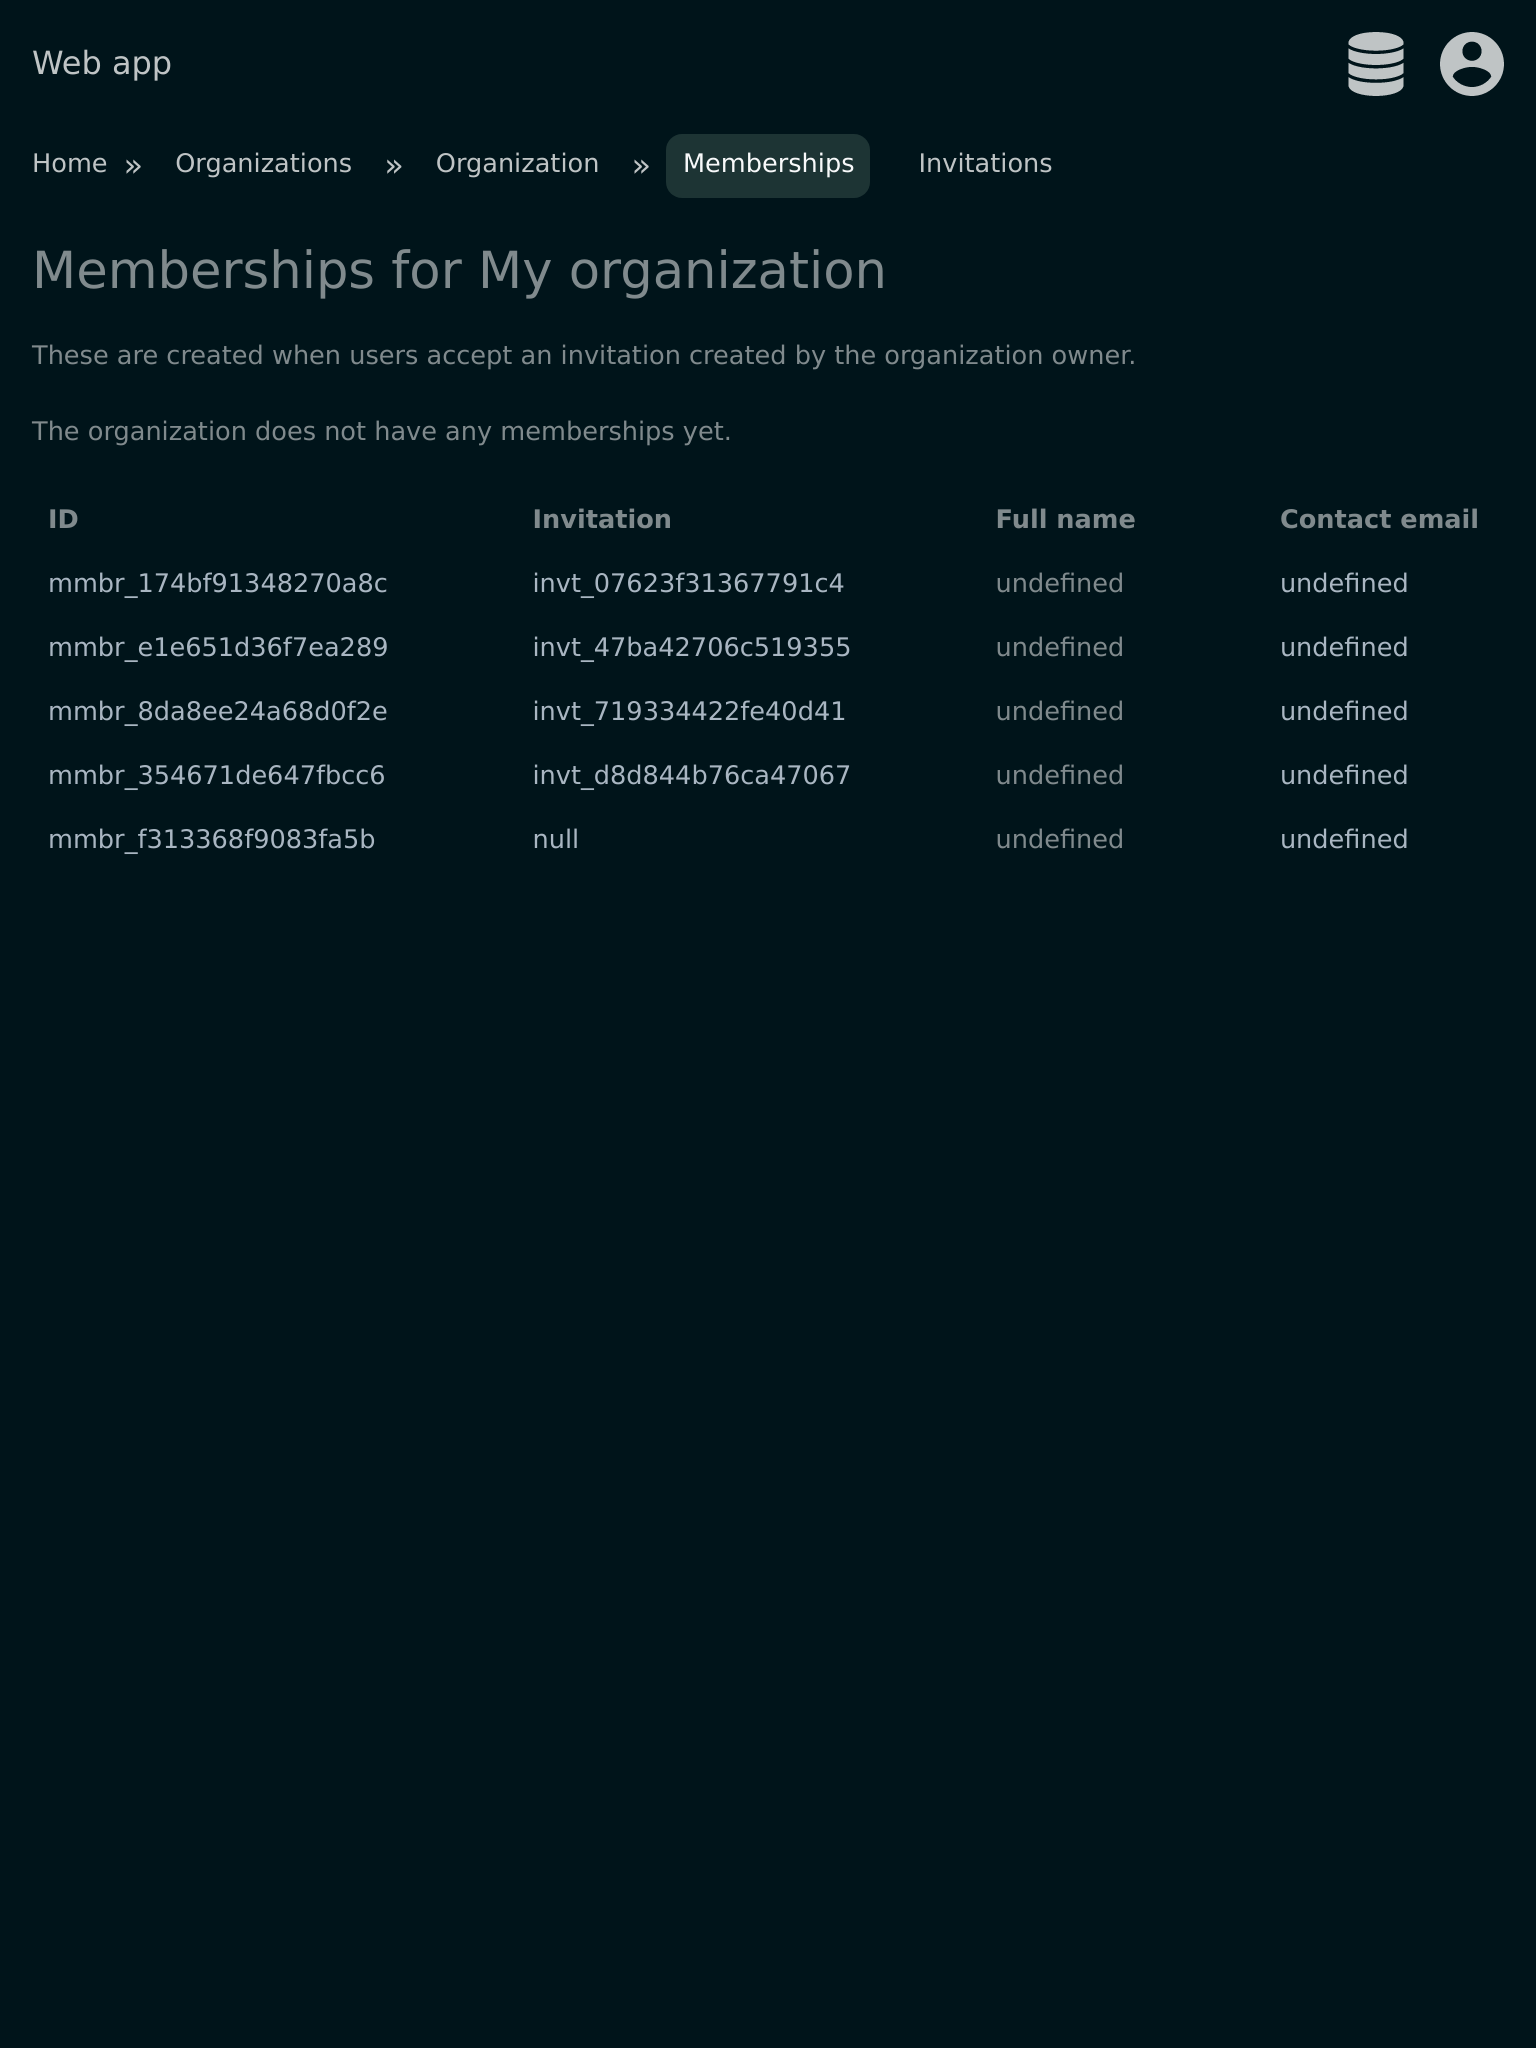 Web app
Home » Organizations » Organization » Memberships Invitations
Memberships for My organization
These are created when users accept an invitation created by the organization owner.
The organization does not have any memberships yet.
ID Invitation Full name Contact email
mmbr_174bf91348270a8c invt_07623f31367791c4 undefined undefined
mmbr_e1e651d36f7ea289 invt_47ba42706c519355 undefined undefined
mmbr_8da8ee24a68d0f2e invt_719334422fe40d41 undefined undefined
mmbr_354671de647fbcc6 invt_d8d844b76ca47067 undefined undefined
mmbr_f313368f9083fa5b null undefined undefined